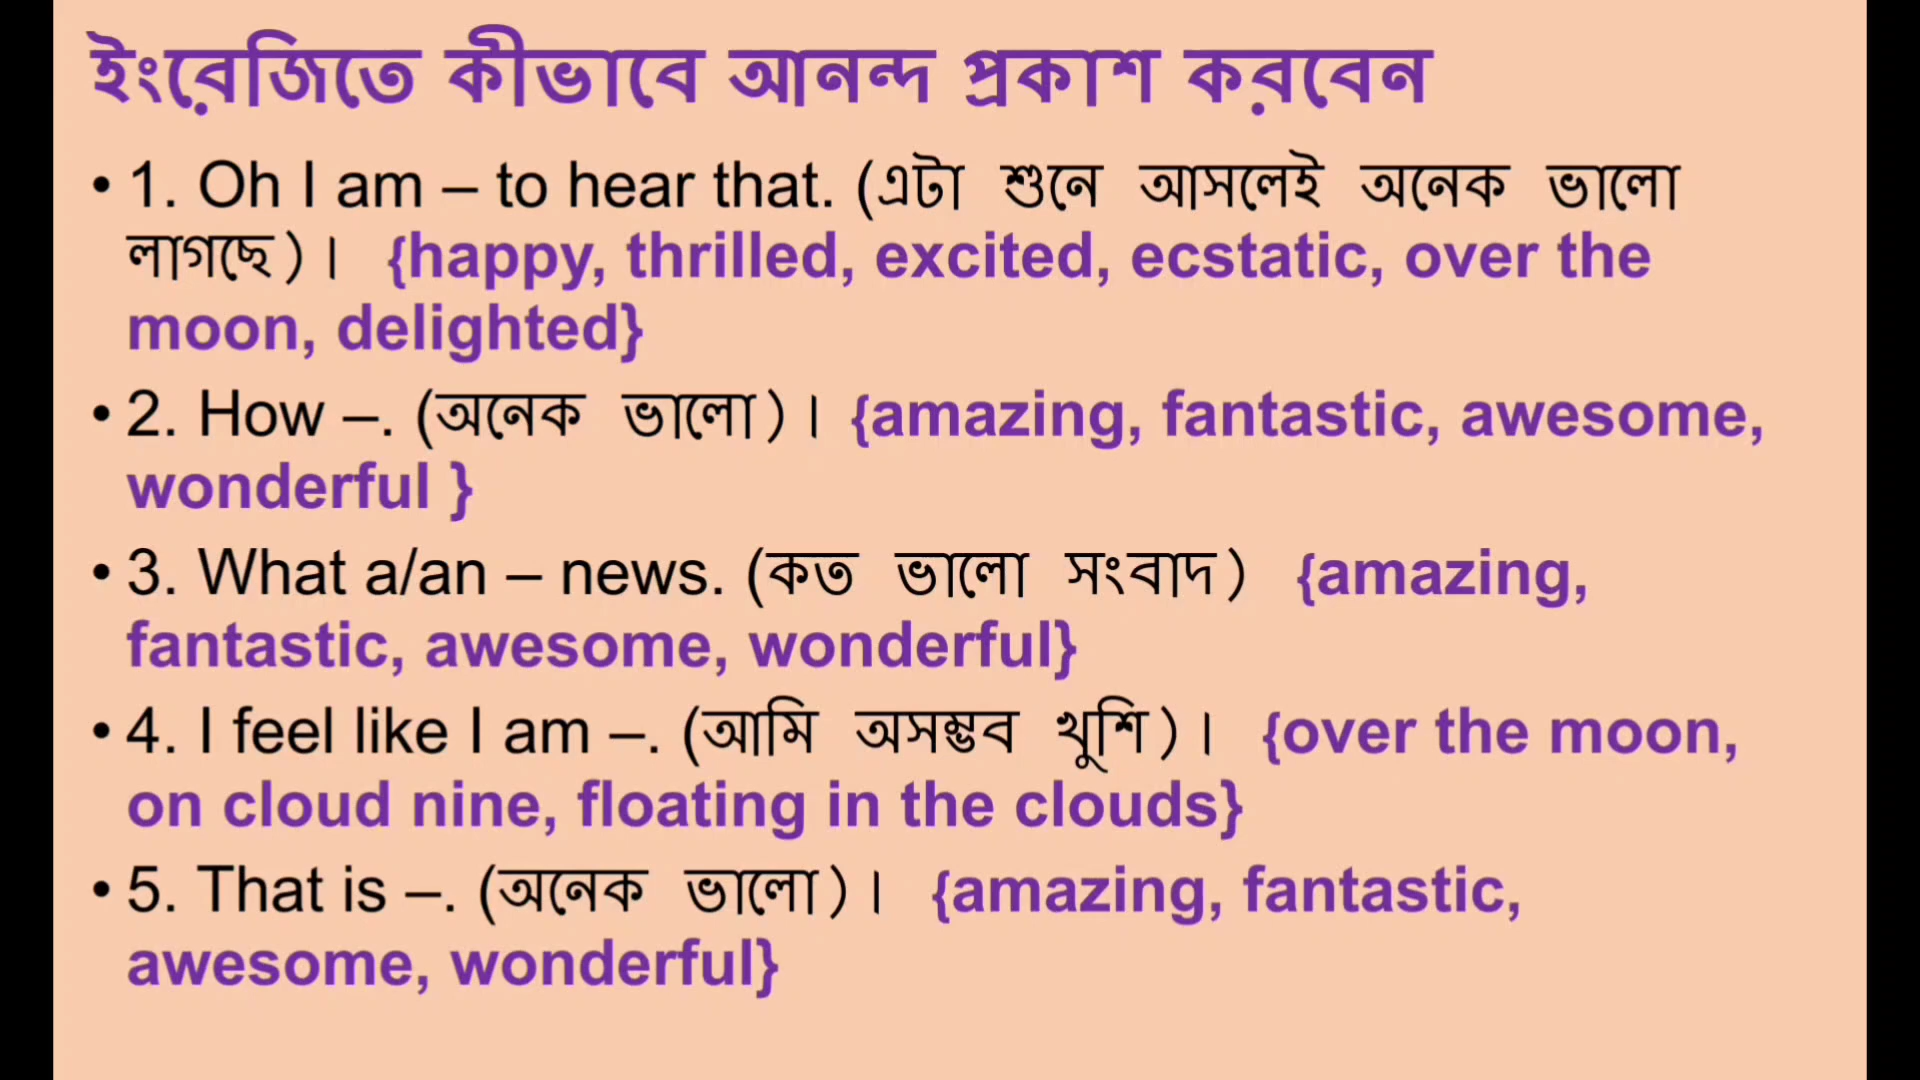 ইংরেজিতে কীভাবে আনন্দ প্রকাশ করবেন
• 1. Oh I am – to hear that. (এটা শুনে আসলেই অনেক ভালো
লাগছে)। {happy, thrilled, excited, ecstatic, over the
moon, delighted}
• 2. How –. (অনেক ভালো)। {amazing, fantastic, awesome,
wonderful }
• 3. What a/an – news. (কত ভালো সংবাদ) {amazing,
fantastic, awesome, wonderful}
• 4. I feel like I am –. (আমি অসম্ভব খুশি)। {over the moon,
on cloud nine, floating in the clouds}
• 5. That is –. (অনেক ভালো)। {amazing, fantastic,
awesome, wonderful}